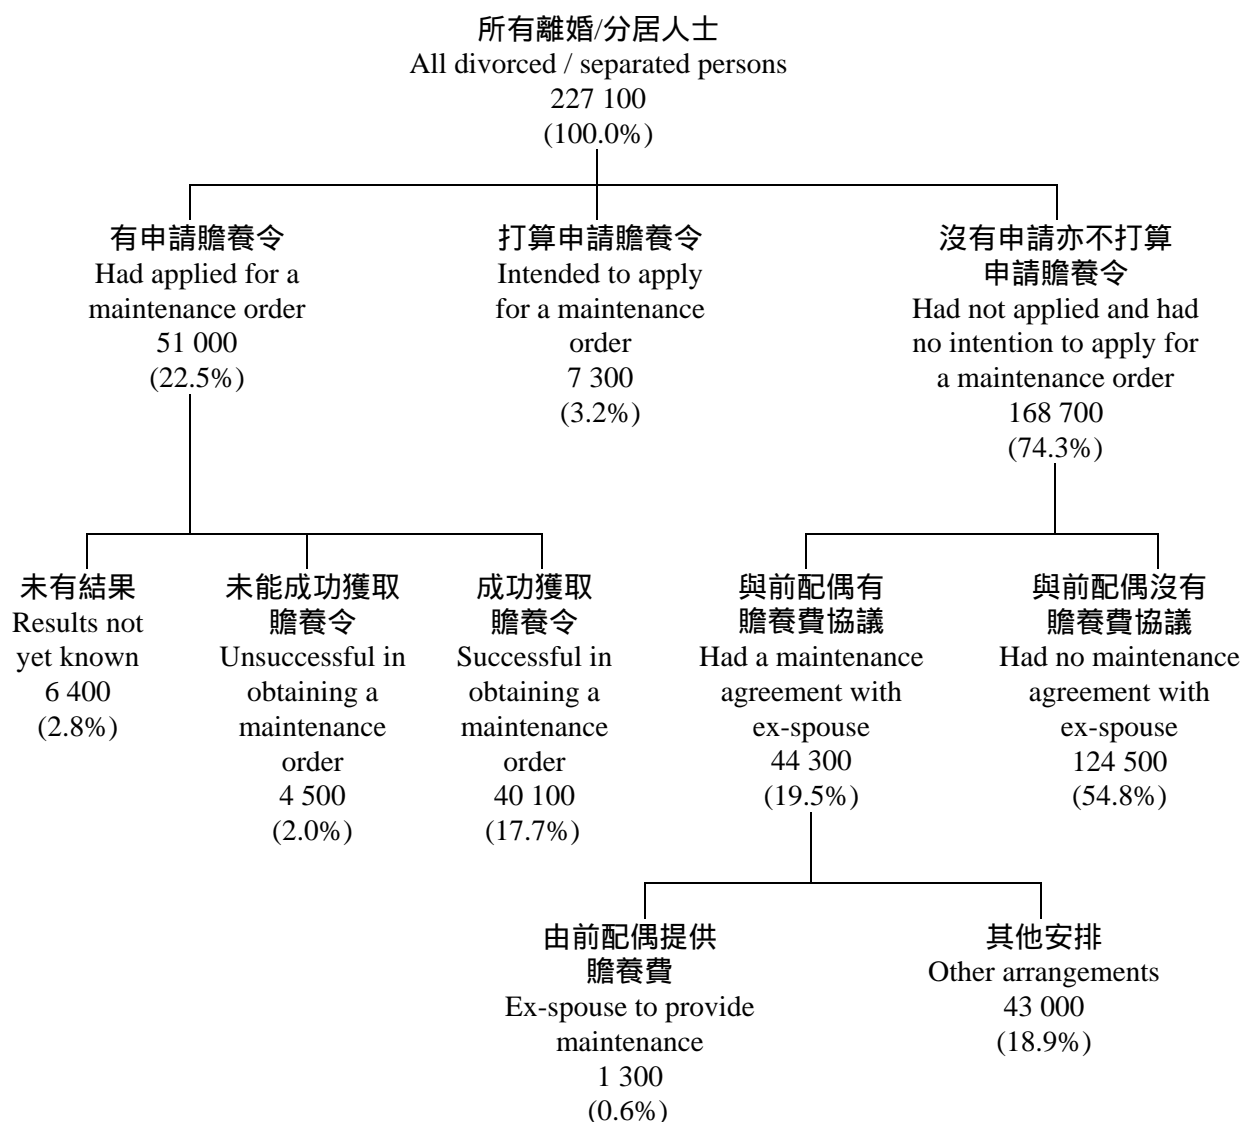 所有離婚/分居人士
All divorced / separated persons
227 100
(100.0%)
有申請贍養令
Had applied for a
maintenance order
51 000
(22.5%)
打算申請贍養令
Intended to apply
for a maintenance
order
7 300
(3.2%)
沒有申請亦不打算
申請贍養令
Had not applied and had
no intention to apply for
a maintenance order
168 700
(74.3%)
未有結果
Results not
yet known
6 400
(2.8%)
未能成功獲取
贍養令
Unsuccessful in
obtaining a
maintenance
order
4 500
(2.0%)
成功獲取
贍養令
Successful in
obtaining a
maintenance
order
40 100
(17.7%)
與前配偶有
贍養費協議
Had a maintenance
agreement with
ex-spouse
44 300
(19.5%)
與前配偶沒有
贍養費協議
Had no maintenance
agreement with
ex-spouse
124 500
(54.8%)
由前配偶提供
贍養費
Ex-spouse to provide
maintenance
1 300
(0.6%)
其他安排
Other arrangements
43 000
(18.9%)